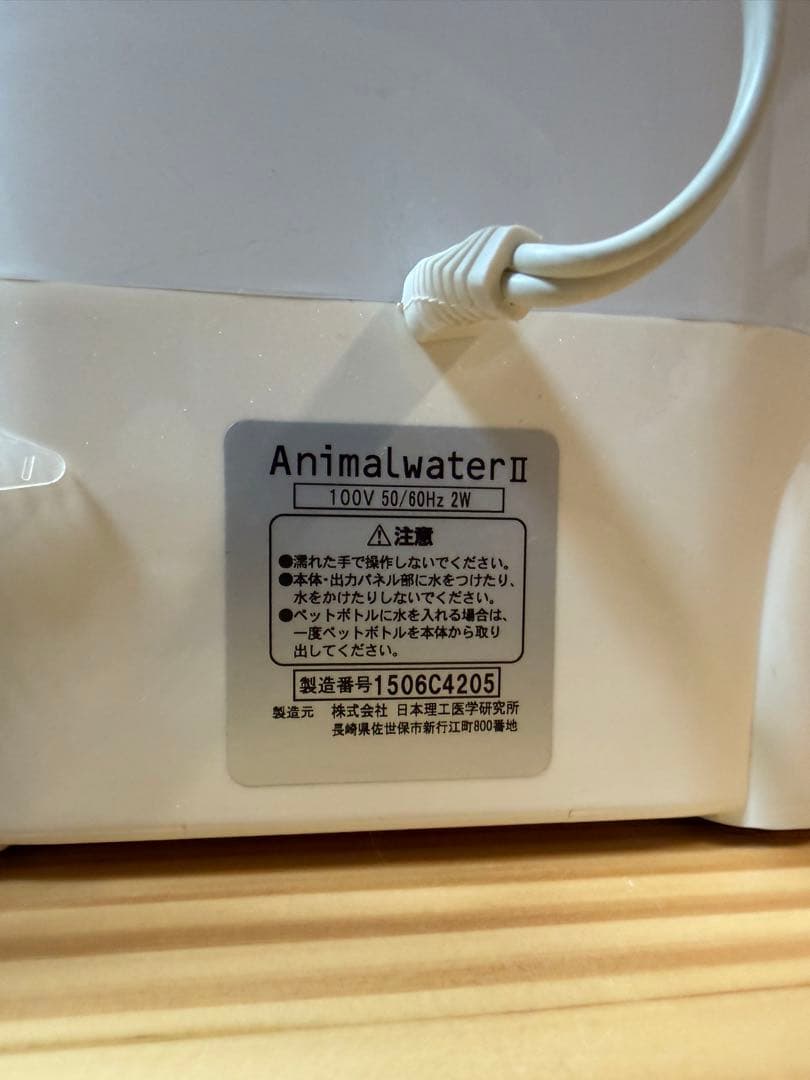 AnimalwaterⅡ
100V 50/60Hz 2W
⚠注意
●濡れた手で操作しないでください。
●本体・出力パネル部に水をつけたり、
水をかけたりしないでください。
●ペットボトルに水を入れる場合は、
一度ペットボトルを本体から取り
出してください。
製造番号1506C4205
製造元 株式会社 日本理工医学研究所
長崎県佐世保市新行江町800番地